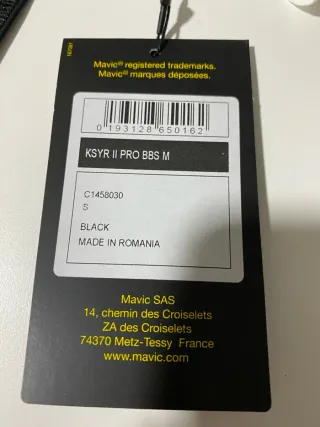 Mavic® registered trademarks.
Mavic® marques déposées.
0 193128 650162
KSYR II PRO BBS M
C1458030
S
BLACK
MADE IN ROMANIA
Mavic SAS
14, chemin des Croiselets
ZA des Croiselets
74370 Metz-Tessy France
www.mavic.com